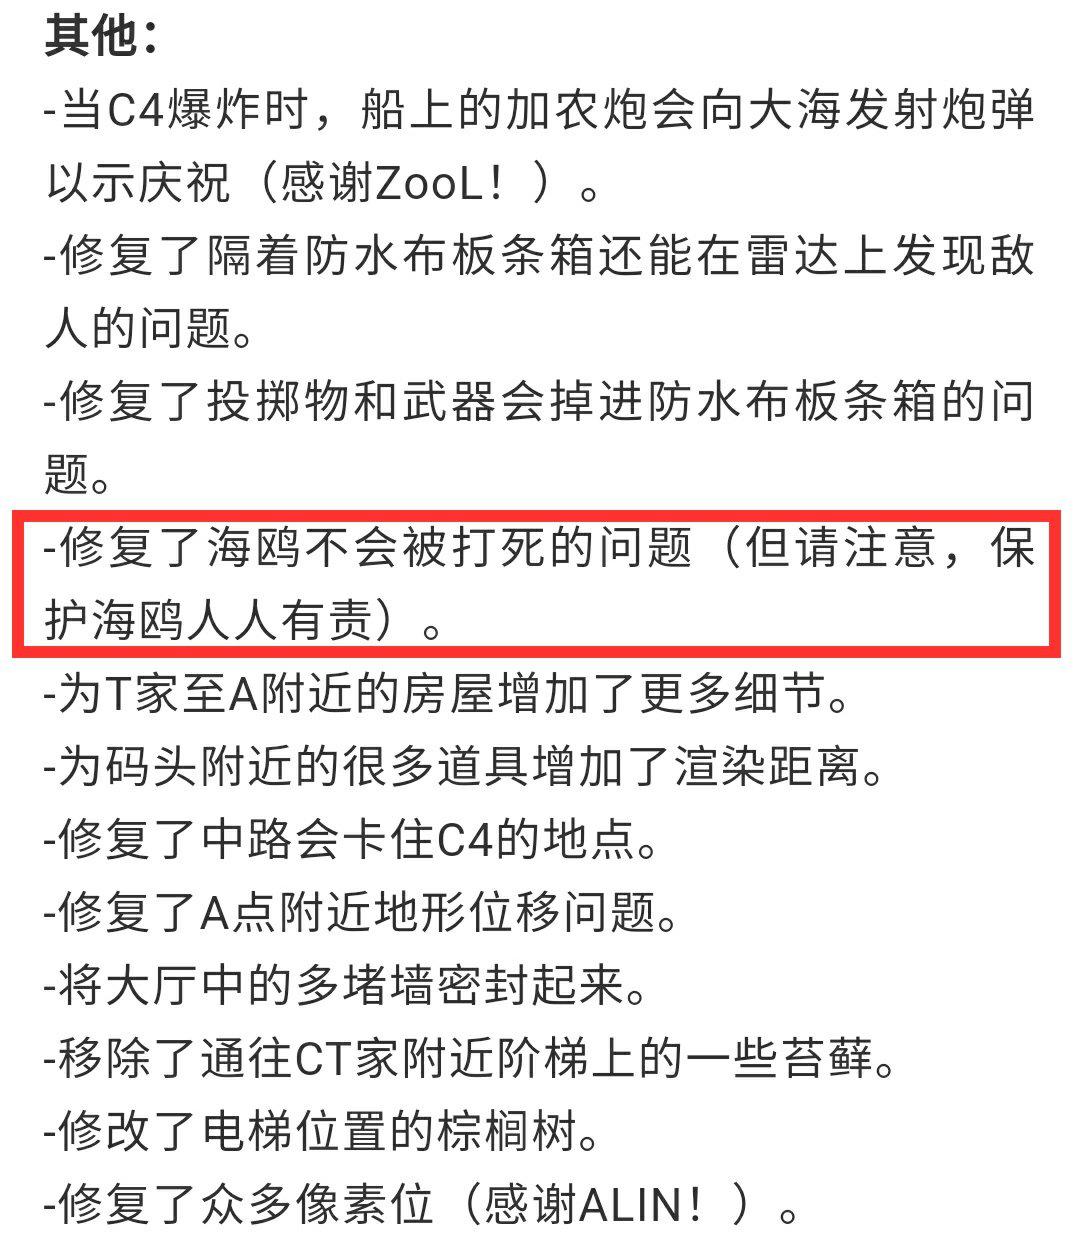 其他：
-当C4爆炸时，船上的加农炮会向大海发射炮弹
以示庆祝（感谢ZooL！）。
-修复了隔着防水布板条箱还能在雷达上发现敌
人的问题。
-修复了投掷物和武器会掉进防水布板条箱的问
题。
-修复了海鸥不会被打死的问题（但请注意，保
护海鸥人人有责）。
-为T家至A附近的房屋增加了更多细节。
-为码头附近的很多道具增加了渲染距离。
-修复了中路会卡住C4的地点。
-修复了A点附近地形位移问题。
-将大厅中的多堵墙密封起来。
-移除了通往CT家附近阶梯上的一些苔藓。
-修改了电梯位置的棕榈树。
-修复了众多像素位（感谢ALIN！）。